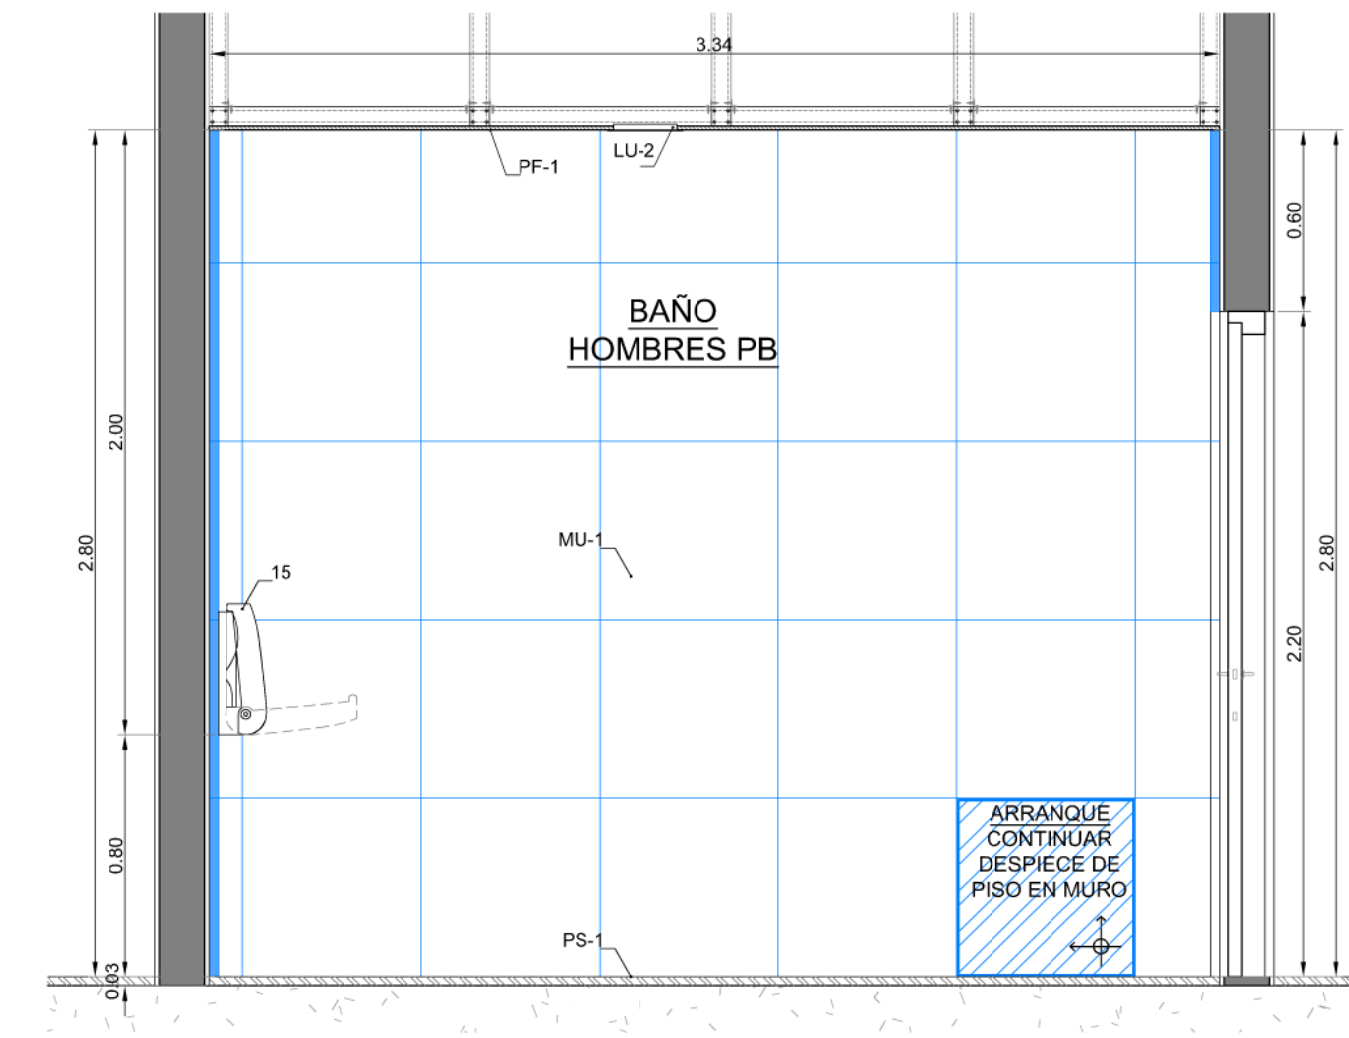 3.34
PF-1
LU-2
0.60
BAÑO
HOMBRES PB
2.00
2.80
MU-1
2.80
15
2.20
ARRANQUE
CONTINUAR
DESPIECE DE
PISO EN MURO
0.80
PS-1
0.03